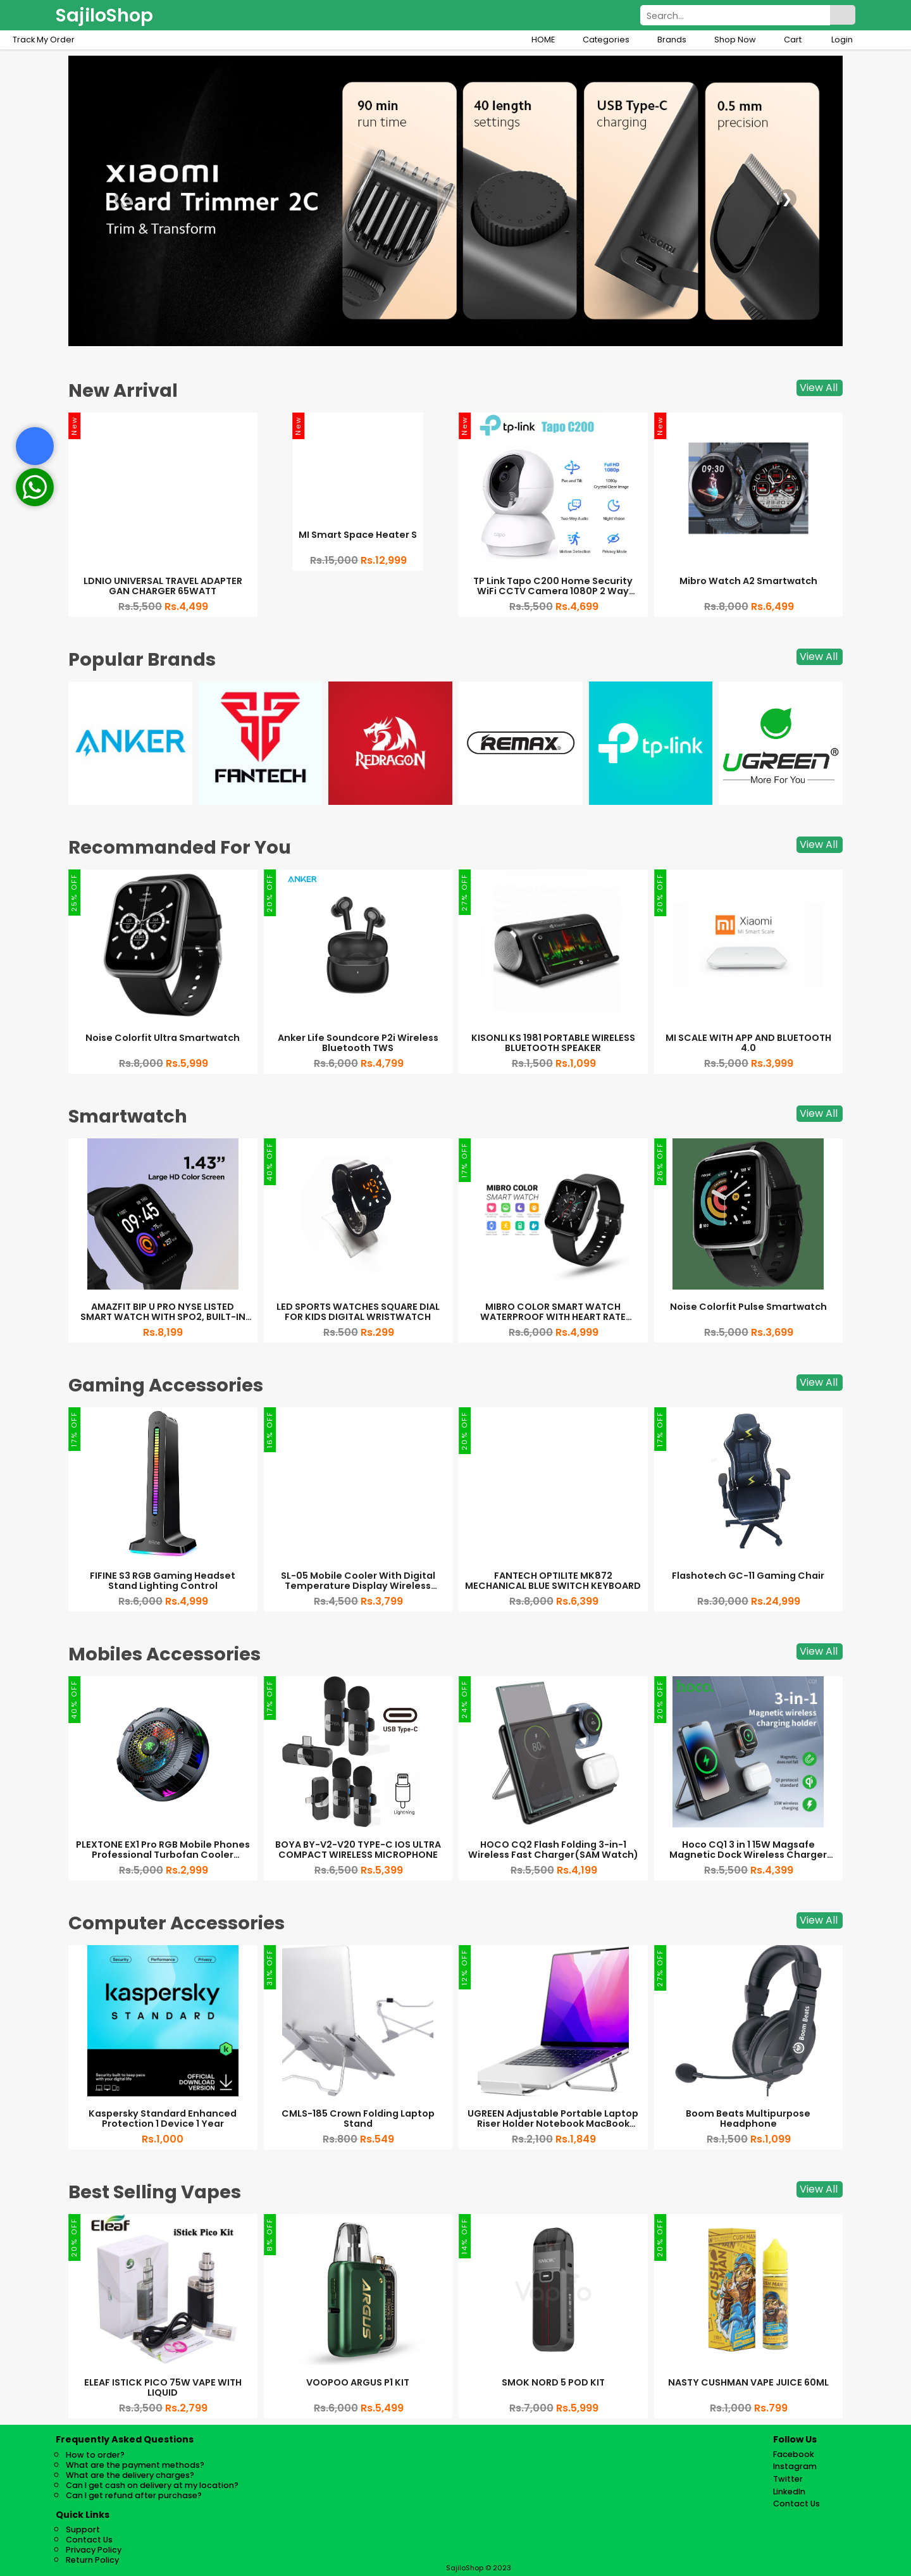 SajiloShop
Search...
Track My Order
HOME
Categories
Brands
Shop Now
Cart
Login
xiaomi
Beard Trimmer 2C
Trim & Transform
90 min
run time
40 length
settings
USB Type-C
charging
0.5 mm
precision
New Arrival
View All
New
LDNIO UNIVERSAL TRAVEL ADAPTER
GAN CHARGER 65WATT
Rs.5,500 Rs.4,499
New
MI Smart Space Heater S
Rs.15,000 Rs.12,999
New
tp-link Tapo C200
TP Link Tapo C200 Home Security
WiFi CCTV Camera 1080P 2 Way...
Rs.5,500 Rs.4,699
New
Mibro Watch A2 Smartwatch
Rs.8,000 Rs.6,499
Popular Brands
View All
ANKER
FANTECH
REDRAGON
REMAX
tp-link
UGREEN®
More For You
Recommanded For You
View All
25% OFF
Noise Colorfit Ultra Smartwatch
Rs.8,000 Rs.5,999
20% OFF
ANKER
Anker Life Soundcore P2i Wireless
Bluetooth TWS
Rs.6,000 Rs.4,799
27% OFF
KISONLI KS 1981 PORTABLE WIRELESS
BLUETOOTH SPEAKER
Rs.1,500 Rs.1,099
20% OFF
Xiaomi
MI Smart Scale
MI SCALE WITH APP AND BLUETOOTH
4.0
Rs.5,000 Rs.3,999
Smartwatch
View All
1.43”
Large HD Color Screen
AMAZFIT BIP U PRO NYSE LISTED
SMART WATCH WITH SPO2, BUILT-IN...
Rs.8,199
40% OFF
LED SPORTS WATCHES SQUARE DIAL
FOR KIDS DIGITAL WRISTWATCH
Rs.500 Rs.299
17% OFF
MIBRO COLOR
SMART WATCH
MIBRO COLOR SMART WATCH
WATERPROOF WITH HEART RATE...
Rs.6,000 Rs.4,999
26% OFF
Noise Colorfit Pulse Smartwatch
Rs.5,000 Rs.3,699
Gaming Accessories
View All
17% OFF
FIFINE S3 RGB Gaming Headset
Stand Lighting Control
Rs.6,000 Rs.4,999
16% OFF
SL-05 Mobile Cooler With Digital
Temperature Display Wireless...
Rs.4,500 Rs.3,799
20% OFF
FANTECH OPTILITE MK872
MECHANICAL BLUE SWITCH KEYBOARD
Rs.8,000 Rs.6,399
17% OFF
Flashotech GC-11 Gaming Chair
Rs.30,000 Rs.24,999
Mobiles Accessories
View All
40% OFF
PLEXTONE EX1 Pro RGB Mobile Phones
Professional Turbofan Cooler...
Rs.5,000 Rs.2,999
17% OFF
USB Type-C
Lightning
BOYA BY-V2-V20 TYPE-C IOS ULTRA
COMPACT WIRELESS MICROPHONE
Rs.6,500 Rs.5,399
24% OFF
HOCO CQ2 Flash Folding 3-in-1
Wireless Fast Charger(SAM Watch)
Rs.5,500 Rs.4,199
20% OFF
hoco.
3-in-1
Magnetic wireless
charging holder
Hoco CQ1 3 in 1 15W Magsafe
Magnetic Dock Wireless Charger...
Rs.5,500 Rs.4,399
Computer Accessories
View All
Security
Performance
Privacy
kaspersky
STANDARD
OFFICIAL
DOWNLOAD
VERSION
Kaspersky Standard Enhanced
Protection 1 Device 1 Year
Rs.1,000
31% OFF
CMLS-185 Crown Folding Laptop
Stand
Rs.800 Rs.549
12% OFF
UGREEN Adjustable Portable Laptop
Riser Holder Notebook MacBook...
Rs.2,100 Rs.1,849
27% OFF
Boom Beats
Boom Beats Multipurpose
Headphone
Rs.1,500 Rs.1,099
Best Selling Vapes
View All
20% OFF
Eleaf
iStick Pico Kit
ELEAF ISTICK PICO 75W VAPE WITH
LIQUID
Rs.3,500 Rs.2,799
8% OFF
ARGUS
VOOPOO ARGUS P1 KIT
Rs.6,000 Rs.5,499
14% OFF
SMOK NORD 5 POD KIT
Rs.7,000 Rs.5,999
20% OFF
CUSH MAN
NASTY CUSHMAN VAPE JUICE 60ML
Rs.1,000 Rs.799
Frequently Asked Questions
How to order?
What are the payment methods?
What are the delivery charges?
Can I get cash on delivery at my location?
Can I get refund after purchase?
Quick Links
Support
Contact Us
Privacy Policy
Return Policy
Follow Us
Facebook
Instagram
Twitter
LinkedIn
Contact Us
SajiloShop © 2023